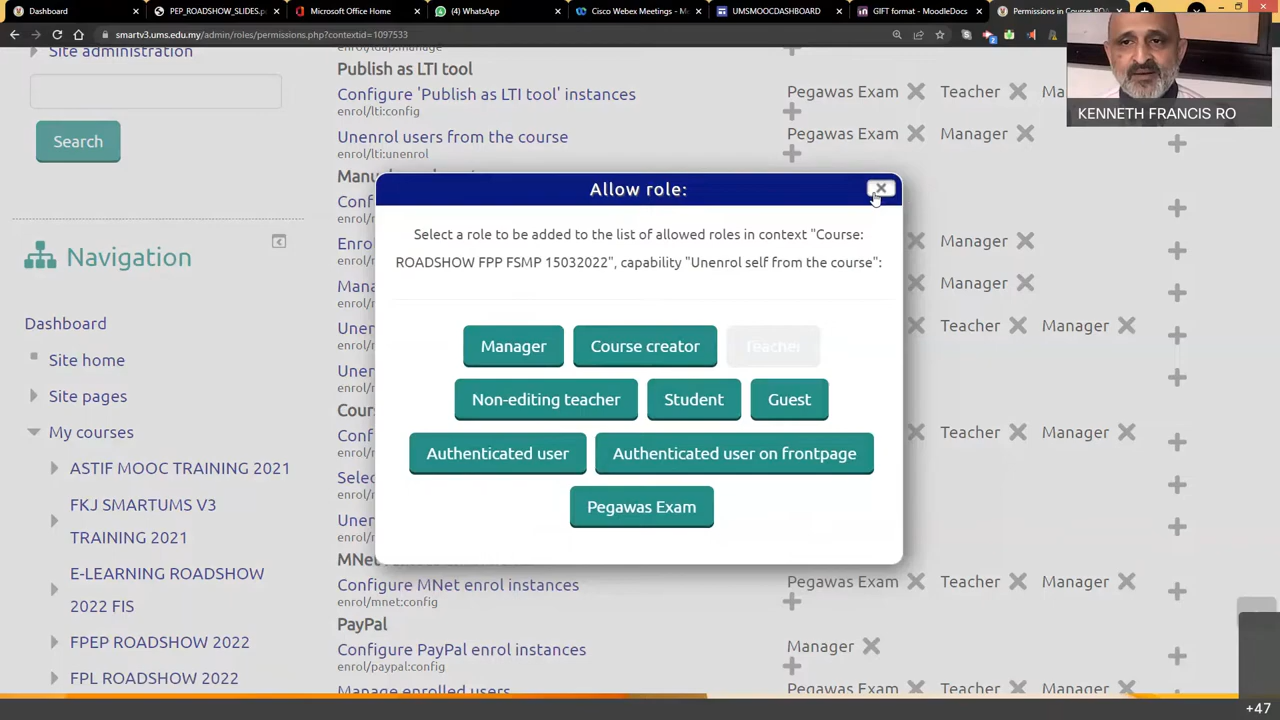 Dashboard
PEP_ROADSHOW_SLIDES.p
Microsoft Office Home
(4) WhatsApp
Cisco Webex Meetings - M
UMSMOOCDASHBOARD
GIFT format - MoodleDocs
Permissions in Course: RO
smartv3.ums.edu.my/admin/roles/permissions.php?contextid=1097533
Site administration
Search
Navigation
Dashboard
Site home
Site pages
My courses
ASTIF MOOC TRAINING 2021
FKJ SMARTUMS V3
TRAINING 2021
E-LEARNING ROADSHOW
2022 FIS
FPEP ROADSHOW 2022
FPL ROADSHOW 2022
Publish as LTI tool
Configure 'Publish as LTI tool' instances
enrol/lti:config
Pegawas Exam Teacher Ma
Unenrol users from the course
enrol/lti:unenrol
Pegawas Exam Manager
KENNETH FRANCIS RO
Allow role:
Select a role to be added to the list of allowed roles in context "Course:
ROADSHOW FPP FSMP 15032022", capability "Unenrol self from the course":
Manager Course creator Teacher
Non-editing teacher Student Guest
Authenticated user Authenticated user on frontpage
Pegawas Exam
Manager
Manager
Teacher Manager
Teacher Manager
Configure MNet enrol instances
enrol/mnet:config
Pegawas Exam Teacher Manager
PayPal
Configure PayPal enrol instances
enrol/paypal:config
Manager
Manage enrolled users
Pegawas Exam Teacher Manager
+47